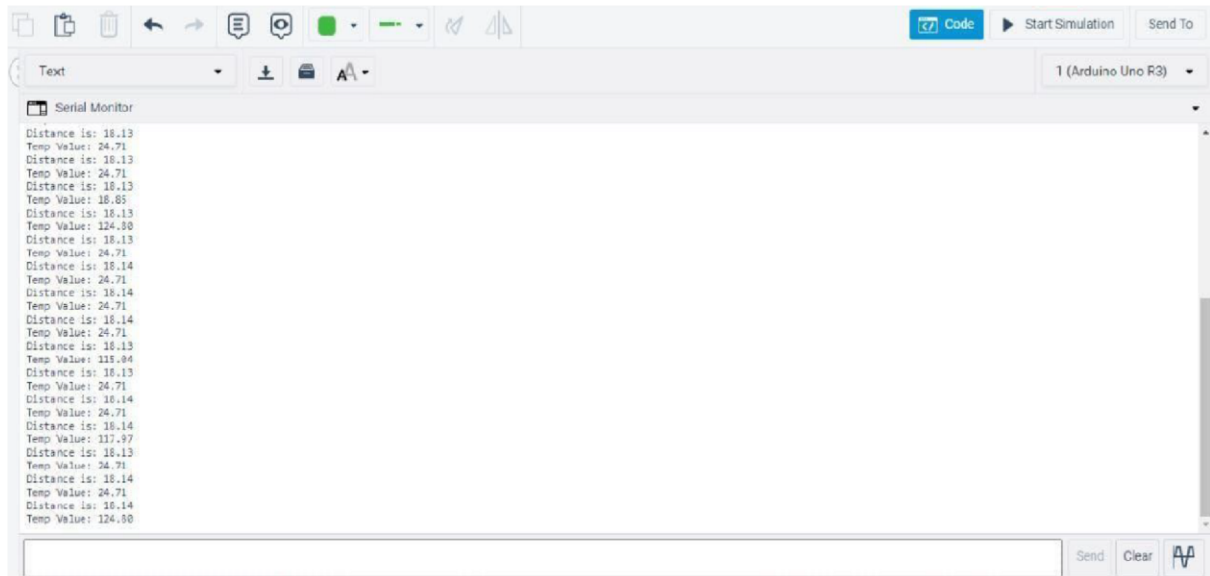 Code
Start Simulation
Send To
Text
AA
1 (Arduino Uno R3)
Serial Monitor
Distance is: 18.13
Temp Value: 24.71
Distance is: 18.13
Temp Value: 24.71
Distance is: 18.13
Temp Value: 18.85
Distance is: 18.13
Temp Value: 124.80
Distance is: 18.13
Temp Value: 24.71
Distance is: 18.14
Temp Value: 24.71
Distance is: 18.14
Temp Value: 24.71
Distance is: 18.14
Temp Value: 24.71
Distance is: 18.13
Temp Value: 115.04
Distance is: 18.13
Temp Value: 24.71
Distance is: 18.14
Temp Value: 24.71
Distance is: 18.14
Temp Value: 117.97
Distance is: 18.13
Temp Value: 24.71
Distance is: 18.14
Temp Value: 24.71
Distance is: 18.14
Temp Value: 124.80
Send
Clear